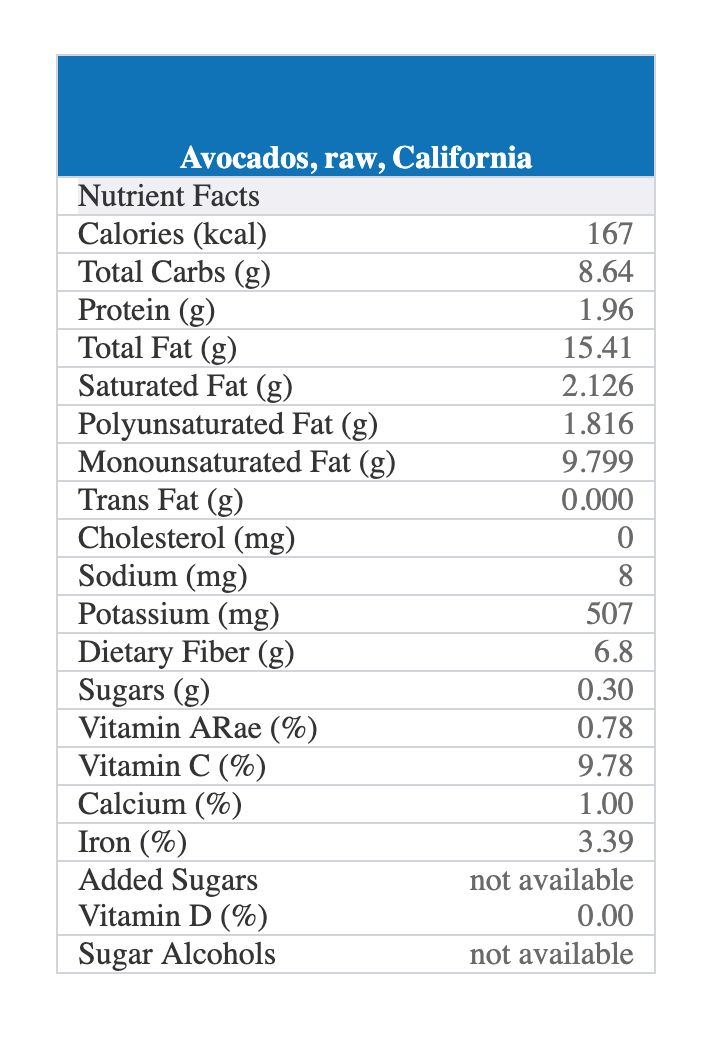 Avocados, raw, California
Nutrient Facts
Calories (kcal) 167
Total Carbs (g) 8.64
Protein (g) 1.96
Total Fat (g) 15.41
Saturated Fat (g) 2.126
Polyunsaturated Fat (g) 1.816
Monounsaturated Fat (g) 9.799
Trans Fat (g) 0.000
Cholesterol (mg) 0
Sodium (mg) 8
Potassium (mg) 507
Dietary Fiber (g) 6.8
Sugars (g) 0.30
Vitamin ARae (%) 0.78
Vitamin C (%) 9.78
Calcium (%) 1.00
Iron (%) 3.39
Added Sugars not available
Vitamin D (%) 0.00
Sugar Alcohols not available